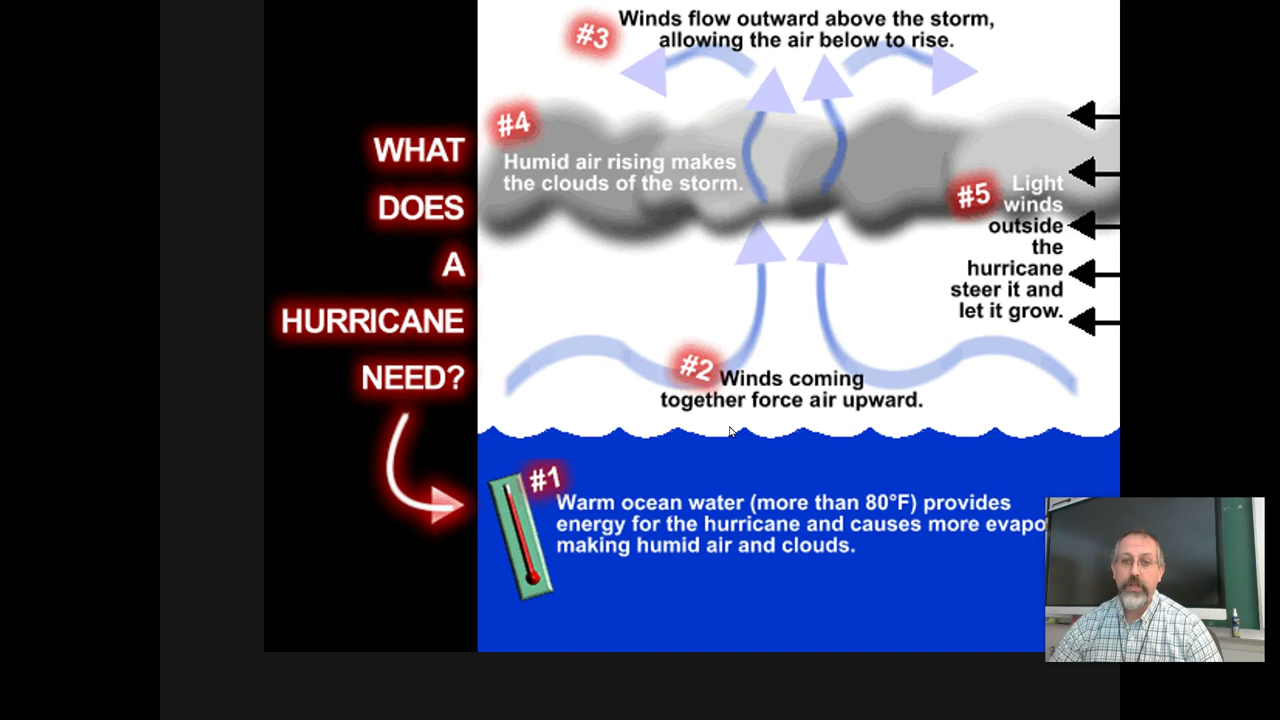 WHAT
DOES
A
HURRICANE
NEED?
#3
Winds flow outward above the storm,
allowing the air below to rise.
#4
Humid air rising makes
the clouds of the storm.
#5
Light
winds
outside
the
hurricane
steer it and
let it grow.
#2
Winds coming
together force air upward.
#1
Warm ocean water (more than 80°F) provides
energy for the hurricane and causes more evapo
making humid air and clouds.